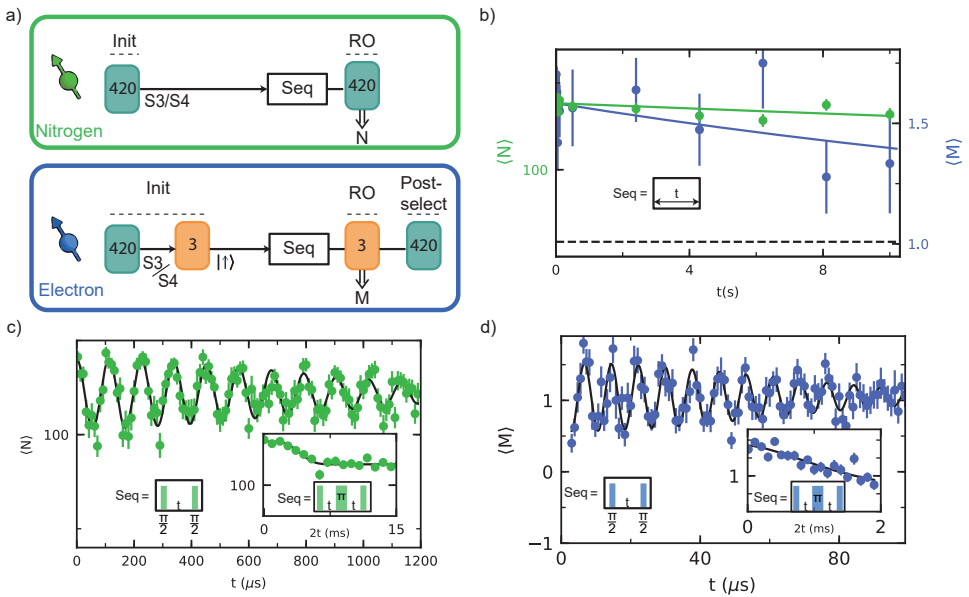 a)
Init
RO
420
S3/S4
Seq
420
N
Nitrogen
Init
RO
Post-
select
420
S3
/
S4
3
|↑⟩
Seq
3
420
M
Electron
b)
⟨N⟩
100
1.5
1.0
⟨M⟩
Seq =
t
0 4 8
t(s)
c)
⟨N⟩
100
Seq =
t
π/2 π/2
100
Seq =
π
t t
0 15
2t (ms)
0 200 400 600 800 1000 1200
t (μs)
d)
⟨M⟩
1
0
−1
Seq =
t
π/2 π/2
1
Seq =
π
t t
0 2
2t (ms)
0 20 40 60 80
t (μs)